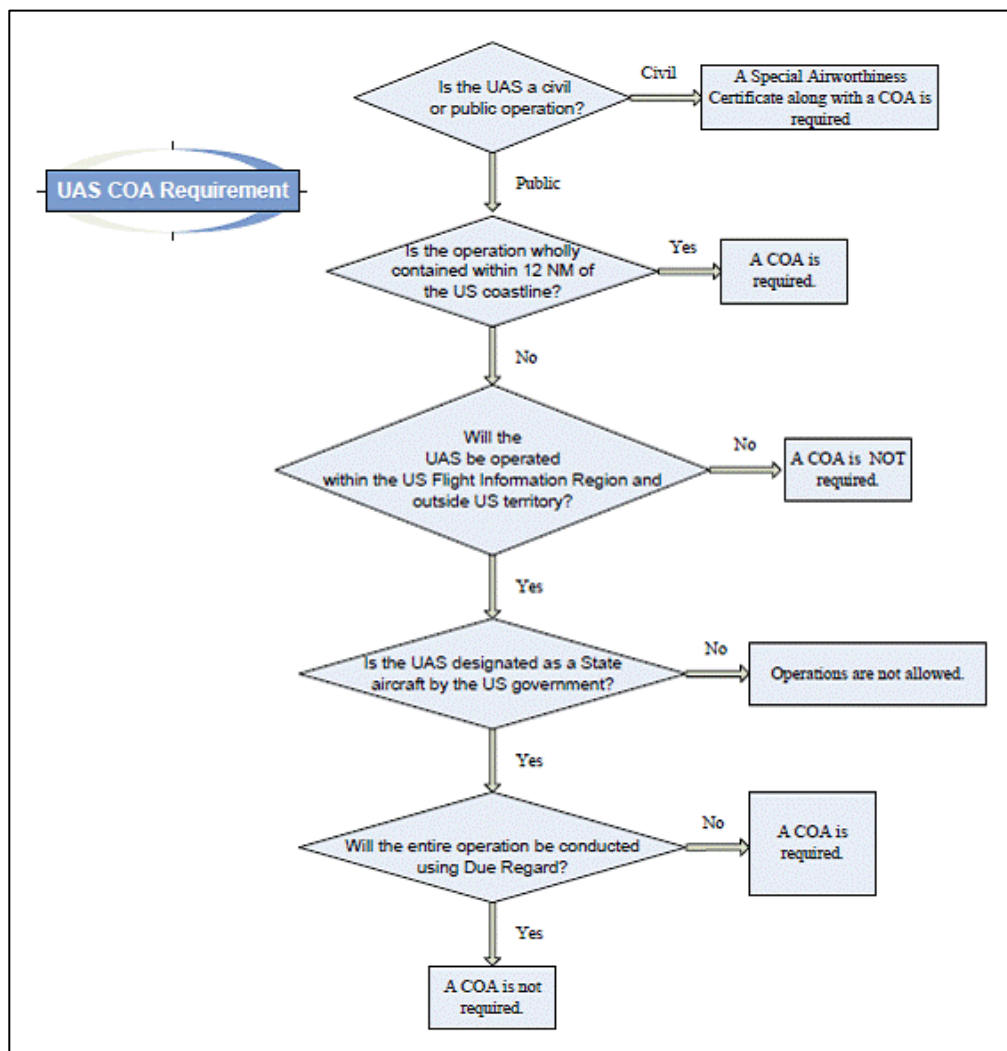 Is the UAS a civil
or public operation?
Civil
A Special Airworthiness
Certificate along with a COA is
required
UAS COA Requirement
Public
Is the operation wholly
contained within 12 NM of
the US coastline?
Yes
A COA is
required.
No
Will the
UAS be operated
within the US Flight Information Region and
outside US territory?
No
A COA is NOT
required.
Yes
Is the UAS designated as a State
aircraft by the US government?
No
Operations are not allowed.
Yes
Will the entire operation be conducted
using Due Regard?
No
A COA is
required.
Yes
A COA is not
required.